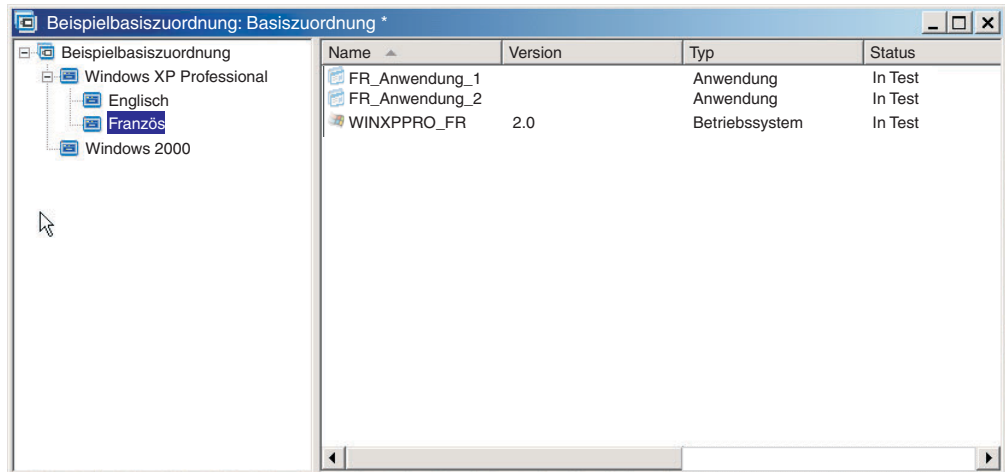 Beispielbasiszuordnung: Basiszuordnung *
Beispielbasiszuordnung
Windows XP Professional
Englisch
Französ
Windows 2000
Name Version Typ Status
FR_Anwendung_1 Anwendung In Test
FR_Anwendung_2 Anwendung In Test
WINXPPRO_FR 2.0 Betriebssystem In Test